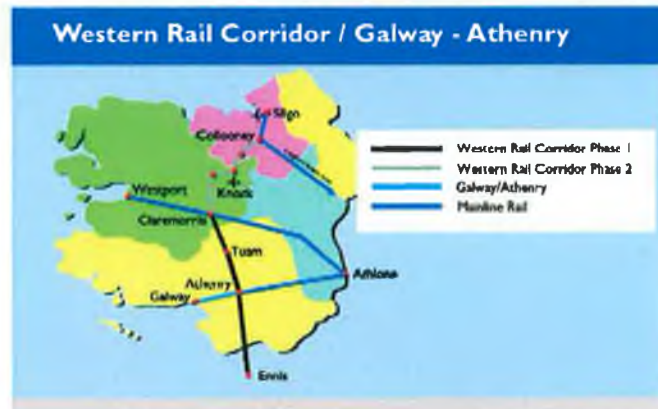 Western Rail Corridor / Galway - Athenry
Sligo
Collooney
Western Rail Corridor Phase 1
Western Rail Corridor Phase 2
Galway/Athenry
Mainline Rail
Westport
Knock
Claremorris
Tuam
Athlone
Athenry
Galway
Ennis